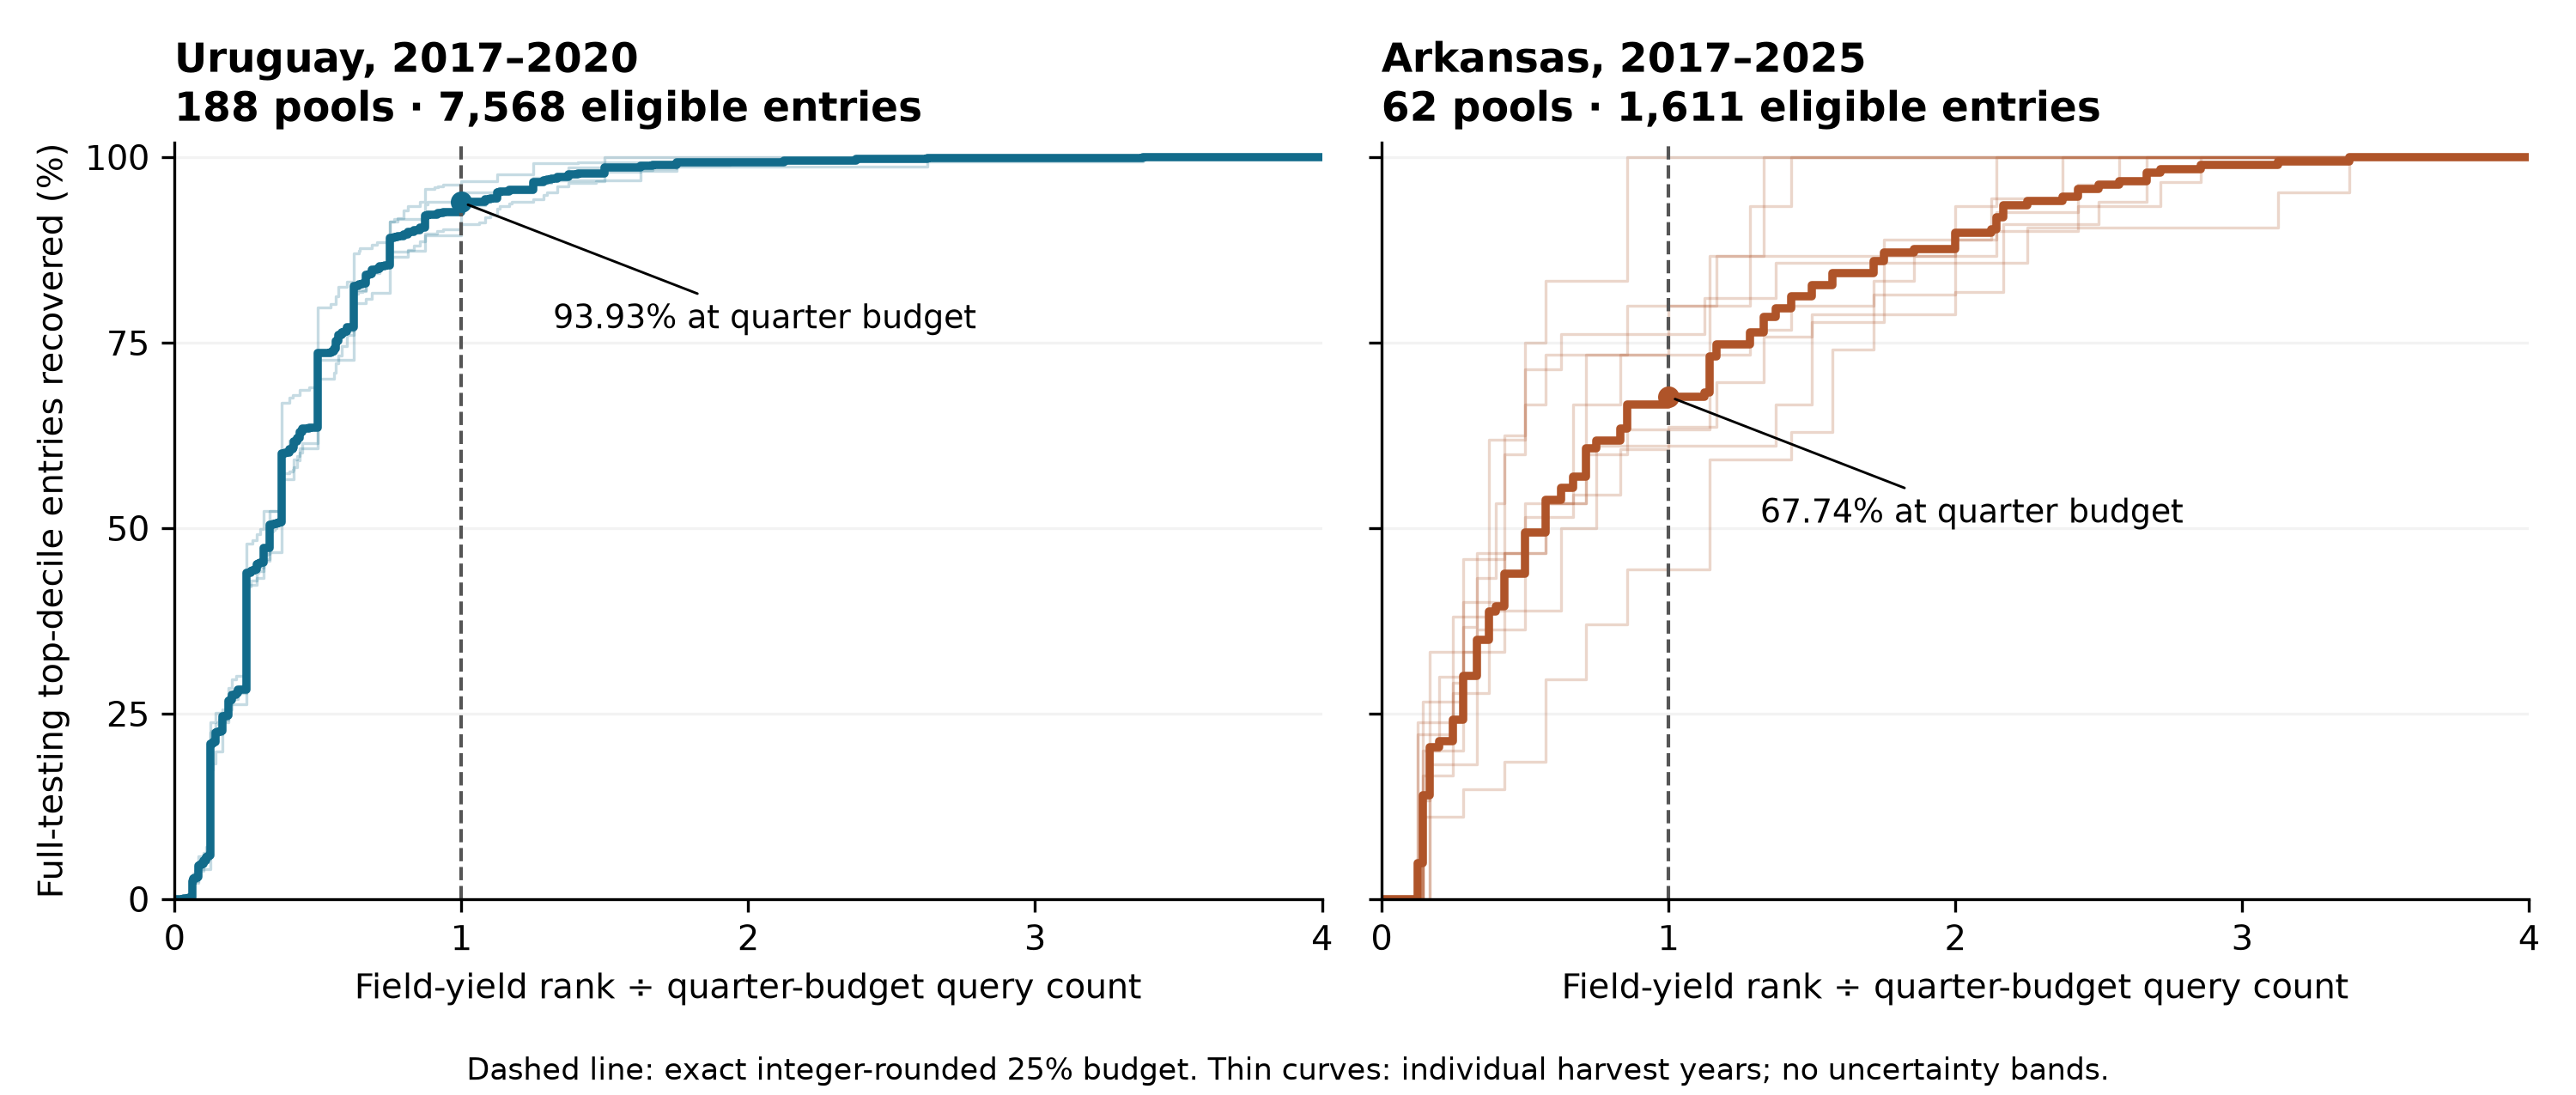 Uruguay, 2017–2020
188 pools · 7,568 eligible entries
Full-testing top-decile entries recovered (%)
100
75
50
25
0
93.93% at quarter budget
0 1 2 3 4
Field-yield rank ÷ quarter-budget query count
Arkansas, 2017–2025
62 pools · 1,611 eligible entries
67.74% at quarter budget
0 1 2 3 4
Field-yield rank ÷ quarter-budget query count
Dashed line: exact integer-rounded 25% budget. Thin curves: individual harvest years; no uncertainty bands.